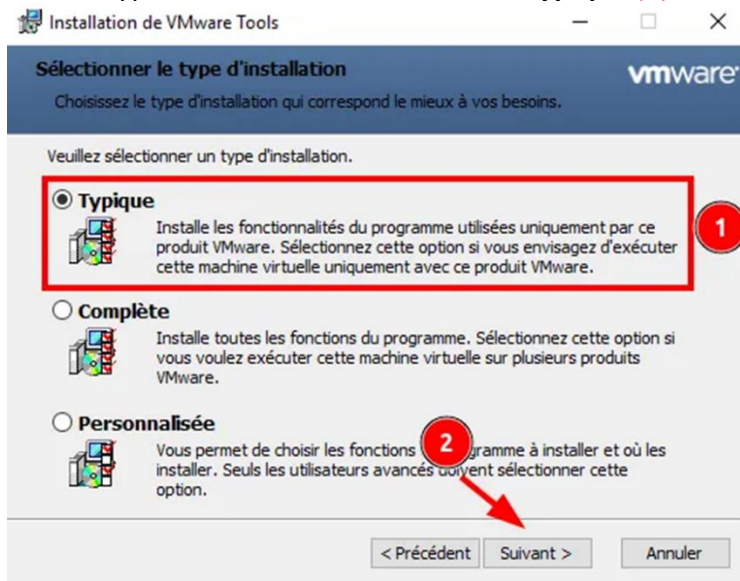 Installation de VMware Tools
Sélectionner le type d'installation
vmware
Choisissez le type d'installation qui correspond le mieux à vos besoins.
Veuillez sélectionner un type d'installation.
Typique
Installe les fonctionnalités du programme utilisées uniquement par ce
produit VMware. Sélectionnez cette option si vous envisagez d'exécuter
cette machine virtuelle uniquement avec ce produit VMware.
1
Complète
Installe toutes les fonctions du programme. Sélectionnez cette option si
vous voulez exécuter cette machine virtuelle sur plusieurs produits
VMware.
Personnalisée
Vous permet de choisir les fonctions
2
gramme à installer et où les
installer. Seuls les utilisateurs avancés doivent sélectionner cette
option.
< Précédent
Suivant >
Annuler